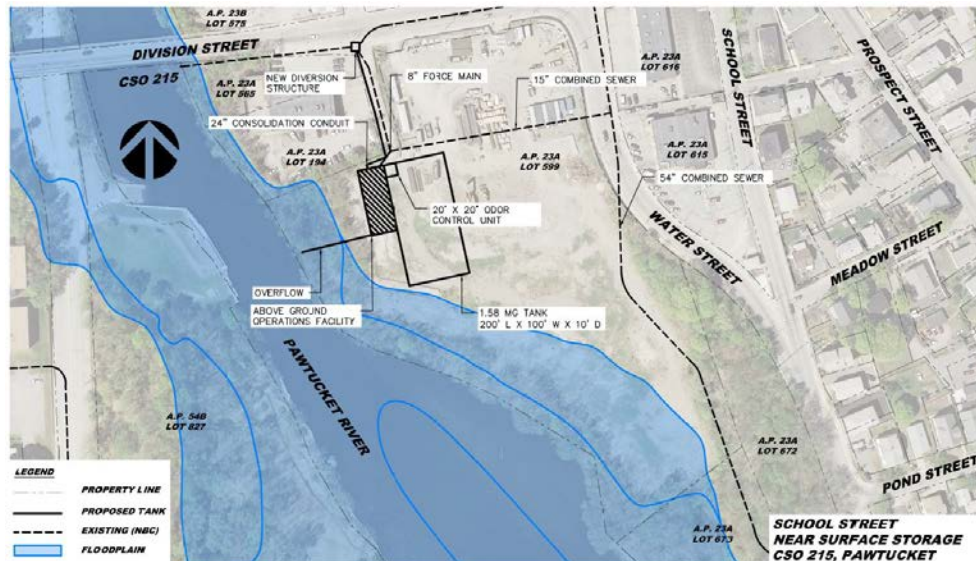 A.P. 23B
LOT 575
DIVISION STREET
CSO 215
A.P. 23A
LOT 565
NEW DIVERSION
STRUCTURE
8" FORCE MAIN
15" COMBINED SEWER
A.P. 23A
LOT 616
SCHOOL STREET
PROSPECT STREET
24" CONSOLIDATION CONDUIT
A.P. 23A
LOT 194
A.P. 23A
LOT 599
A.P. 23A
LOT 615
54" COMBINED SEWER
20' X 20' ODOR
CONTROL UNIT
WATER STREET
MEADOW STREET
OVERFLOW
ABOVE GROUND
OPERATIONS FACILITY
1.58 MG TANK
200' L X 100' W X 10' D
PAWTUCKET RIVER
A.P. 54B
LOT 827
A.P. 23A
LOT 672
POND STREET
A.P. 23A
LOT 673
LEGEND
PROPERTY LINE
PROPOSED TANK
EXISTING (NBC)
FLOODPLAIN
SCHOOL STREET
NEAR SURFACE STORAGE
CSO 215, PAWTUCKET